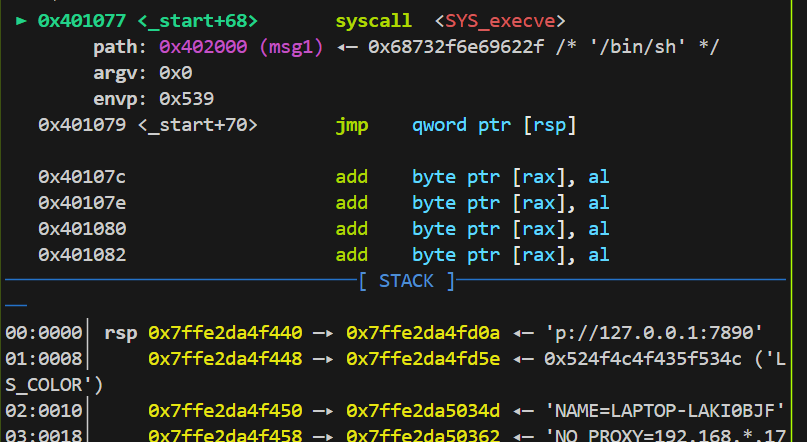 ► 0x401077 <_start+68> syscall <SYS_execve>
path: 0x402000 (msg1) ◂— 0x68732f6e69622f /* '/bin/sh' */
argv: 0x0
envp: 0x539
0x401079 <_start+70> jmp qword ptr [rsp]
0x40107c add byte ptr [rax], al
0x40107e add byte ptr [rax], al
0x401080 add byte ptr [rax], al
0x401082 add byte ptr [rax], al
[ STACK ]
00:0000│ rsp 0x7ffe2da4f440 —▸ 0x7ffe2da4fd0a ◂— 'p://127.0.0.1:7890'
01:0008│ 0x7ffe2da4f448 —▸ 0x7ffe2da4fd5e ◂— 0x524f4c4f435f534c ('L
S_COLOR')
02:0010│ 0x7ffe2da4f450 —▸ 0x7ffe2da5034d ◂— 'NAME=LAPTOP-LAKI0BJF'
03:0018│ 0x7ffe2da4f458 —▸ 0x7ffe2da50362 ◂— 'NO_PROXY=192.168.*,17